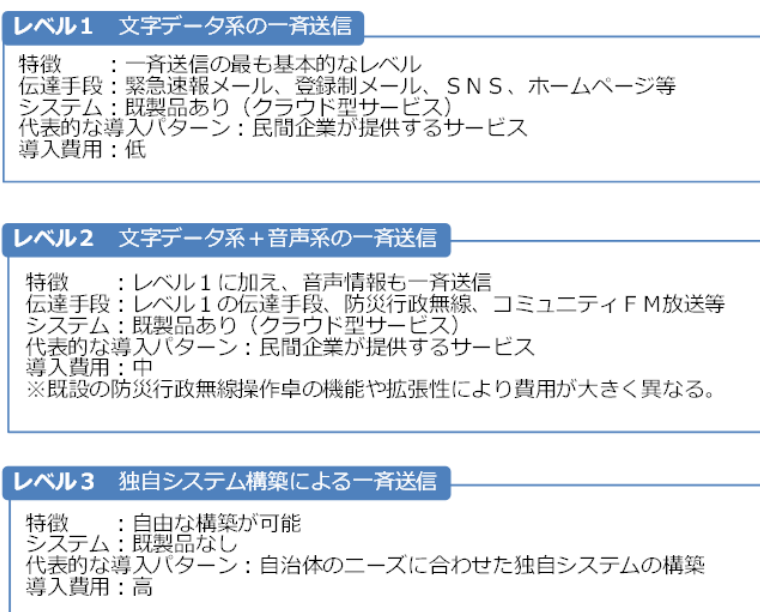 レベル1　文字データ系の一斉送信
特徴　　：一斉送信の最も基本的なレベル
伝達手段：緊急速報メール、登録制メール、ＳＮＳ、ホームページ等
システム：既製品あり（クラウド型サービス）
代表的な導入パターン：民間企業が提供するサービス
導入費用：低
レベル2　文字データ系＋音声系の一斉送信
特徴　　：レベル１に加え、音声情報も一斉送信
伝達手段：レベル１の伝達手段、防災行政無線、コミュニティＦＭ放送等
システム：既製品あり（クラウド型サービス）
代表的な導入パターン：民間企業が提供するサービス
導入費用：中
※既設の防災行政無線操作卓の機能や拡張性により費用が大きく異なる。
レベル3　独自システム構築による一斉送信
特徴　　：自由な構築が可能
システム：既製品なし
代表的な導入パターン：自治体のニーズに合わせた独自システムの構築
導入費用：高